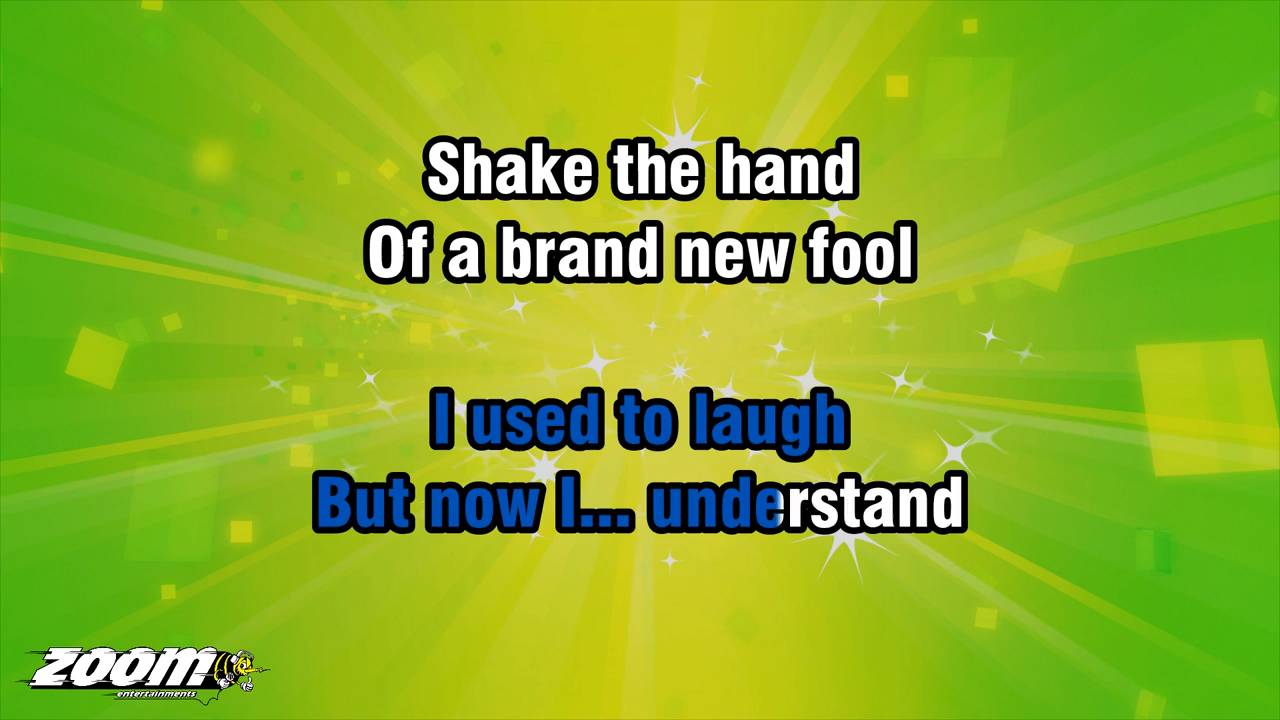 Shake the hand
Of a brand new fool
I used to laugh
But now I... understand
zoom
entertainments